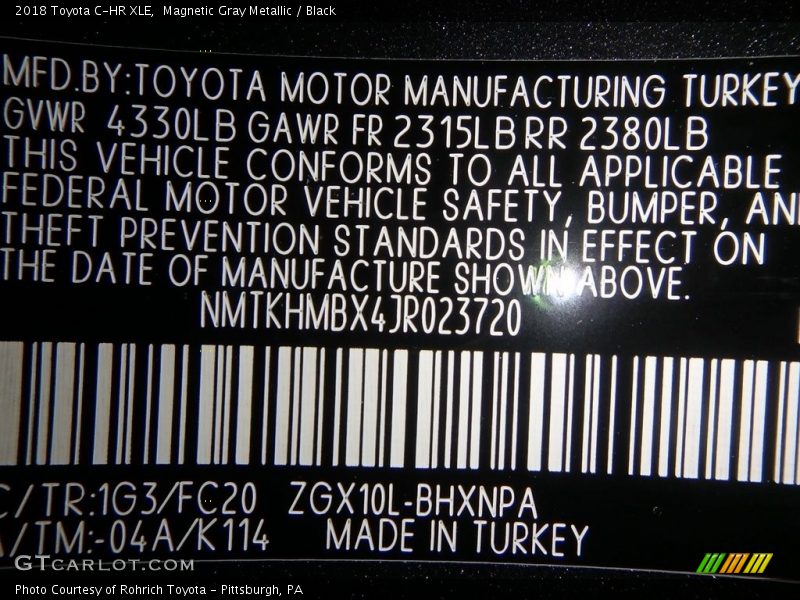 2018 Toyota C-HR XLE,  Magnetic Gray Metallic / Black
MFD.BY:TOYOTA MOTOR MANUFACTURING TURKEY
GVWR 4330LB GAWR FR 2315LB RR 2380LB
THIS VEHICLE CONFORMS TO ALL APPLICABLE
FEDERAL MOTOR VEHICLE SAFETY, BUMPER, AN
THEFT PREVENTION STANDARDS IN EFFECT ON
THE DATE OF MANUFACTURE SHOWN ABOVE.
NMTKHMBX4JR023720
C/TR:1G3/FC20 ZGX10L-BHXNPA
A/TM:-04A/K114 MADE IN TURKEY
GTCARLOT.COM
Photo Courtesy of Rohrich Toyota - Pittsburgh, PA